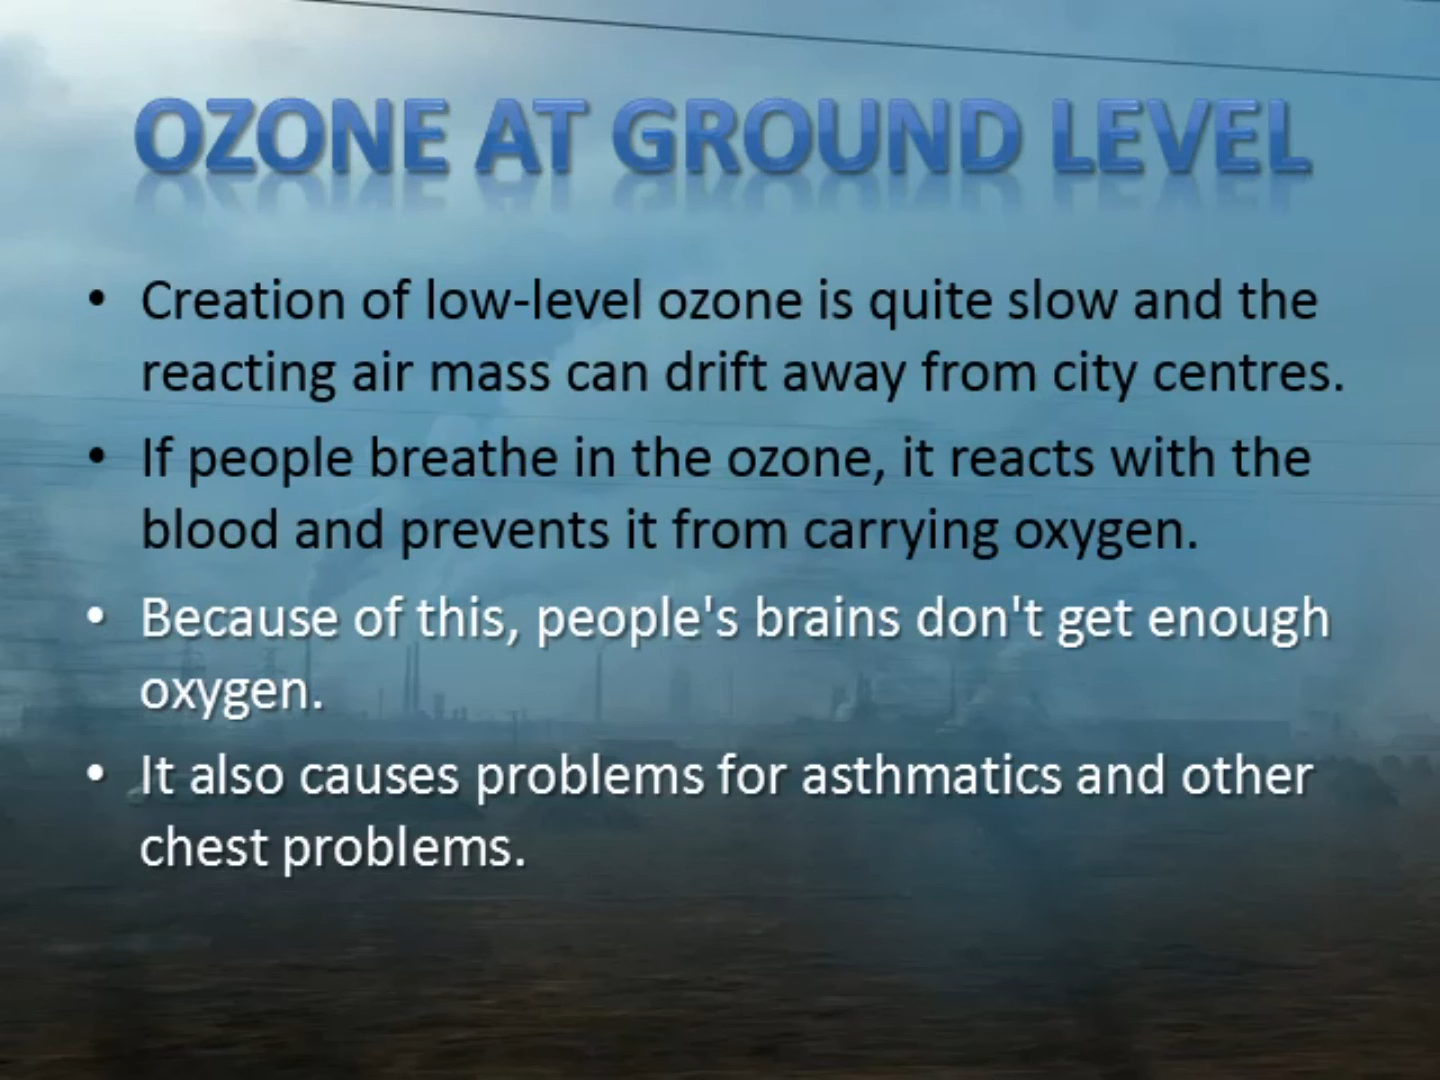 OZONE AT GROUND LEVEL
• Creation of low-level ozone is quite slow and the
reacting air mass can drift away from city centres.
• If people breathe in the ozone, it reacts with the
blood and prevents it from carrying oxygen.
• Because of this, people's brains don't get enough
oxygen.
• It also causes problems for asthmatics and other
chest problems.